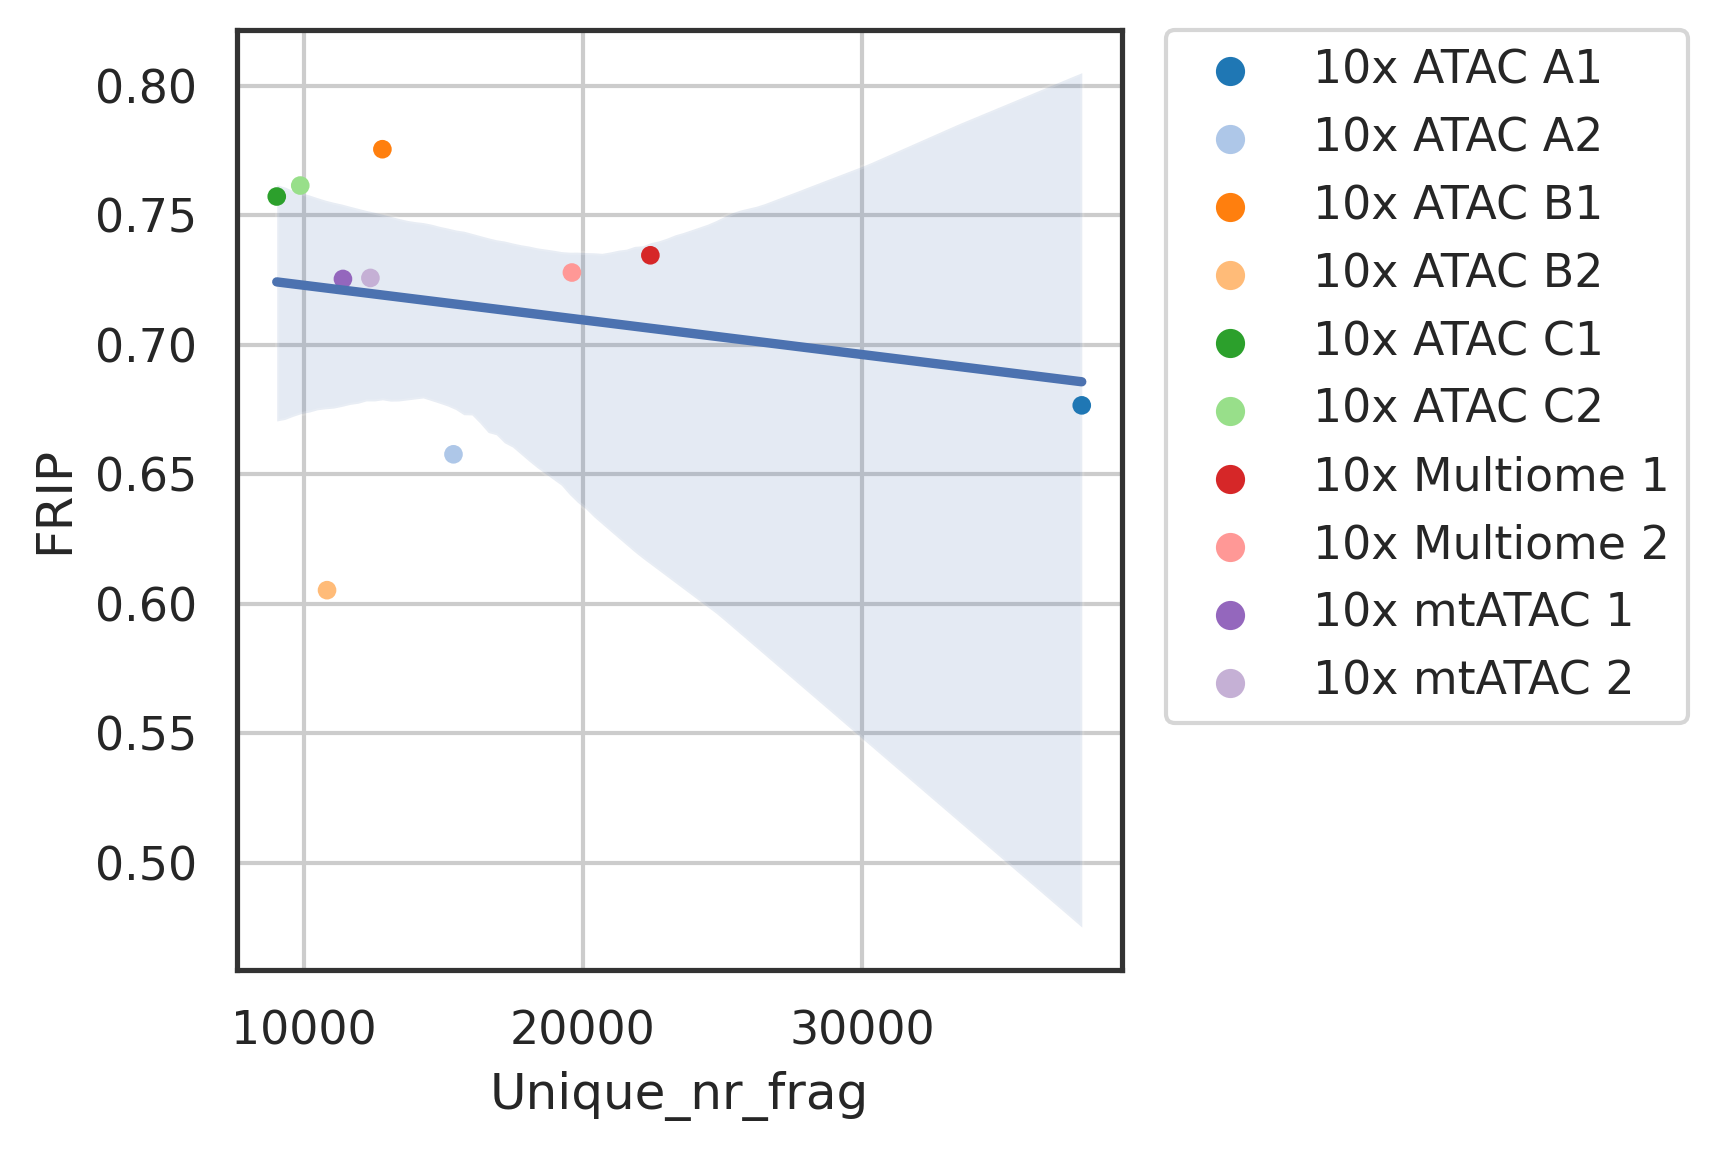 0.80
0.75
0.70
0.65
0.60
0.55
0.50
FRIP
10000 20000 30000
Unique_nr_frag
10x ATAC A1
10x ATAC A2
10x ATAC B1
10x ATAC B2
10x ATAC C1
10x ATAC C2
10x Multiome 1
10x Multiome 2
10x mtATAC 1
10x mtATAC 2